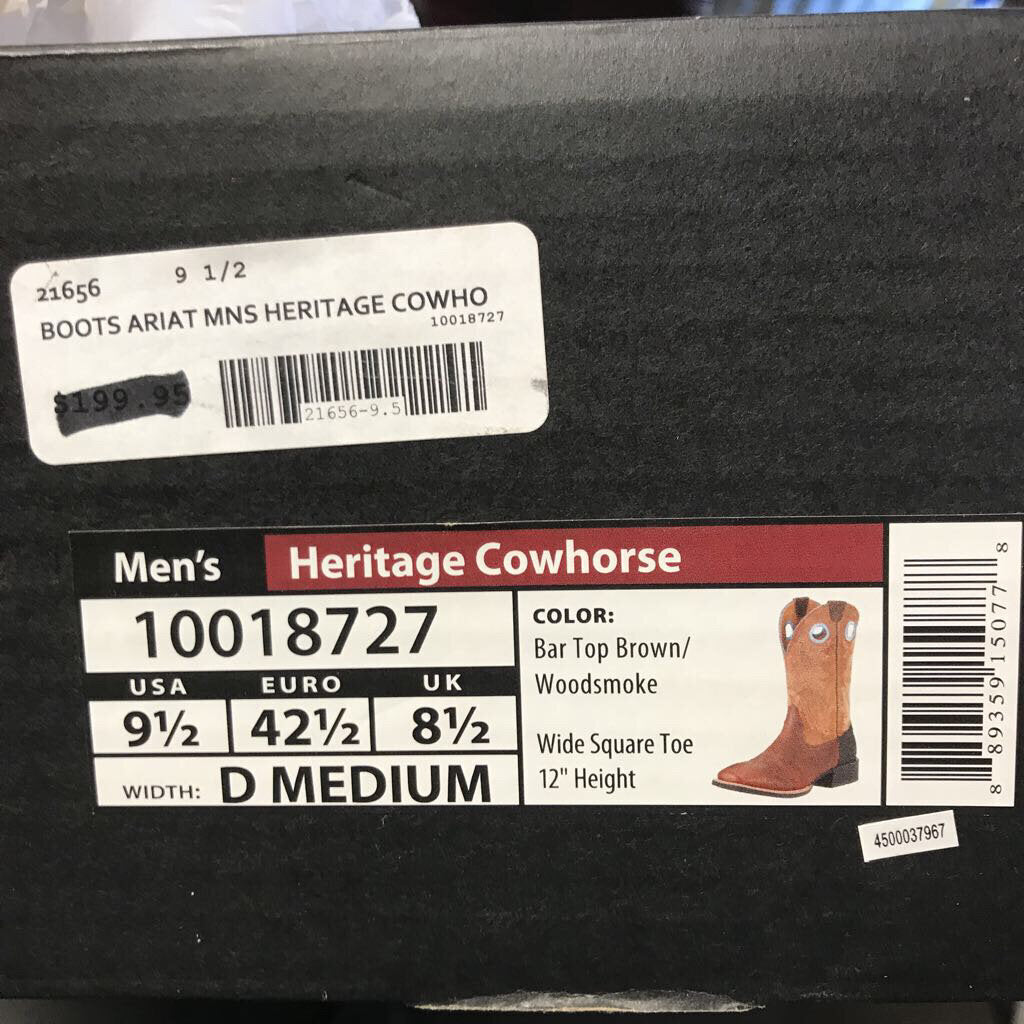 21656 9 1/2
BOOTS ARIAT MNS HERITAGE COWHO
10018727
$199.95
21656-9.5
Men's Heritage Cowhorse
10018727
USA EURO UK
9½ 42½ 8½
WIDTH: D MEDIUM
COLOR:
Bar Top Brown/
Woodsmoke
Wide Square Toe
12" Height
8 89359 15077 8
4500037967